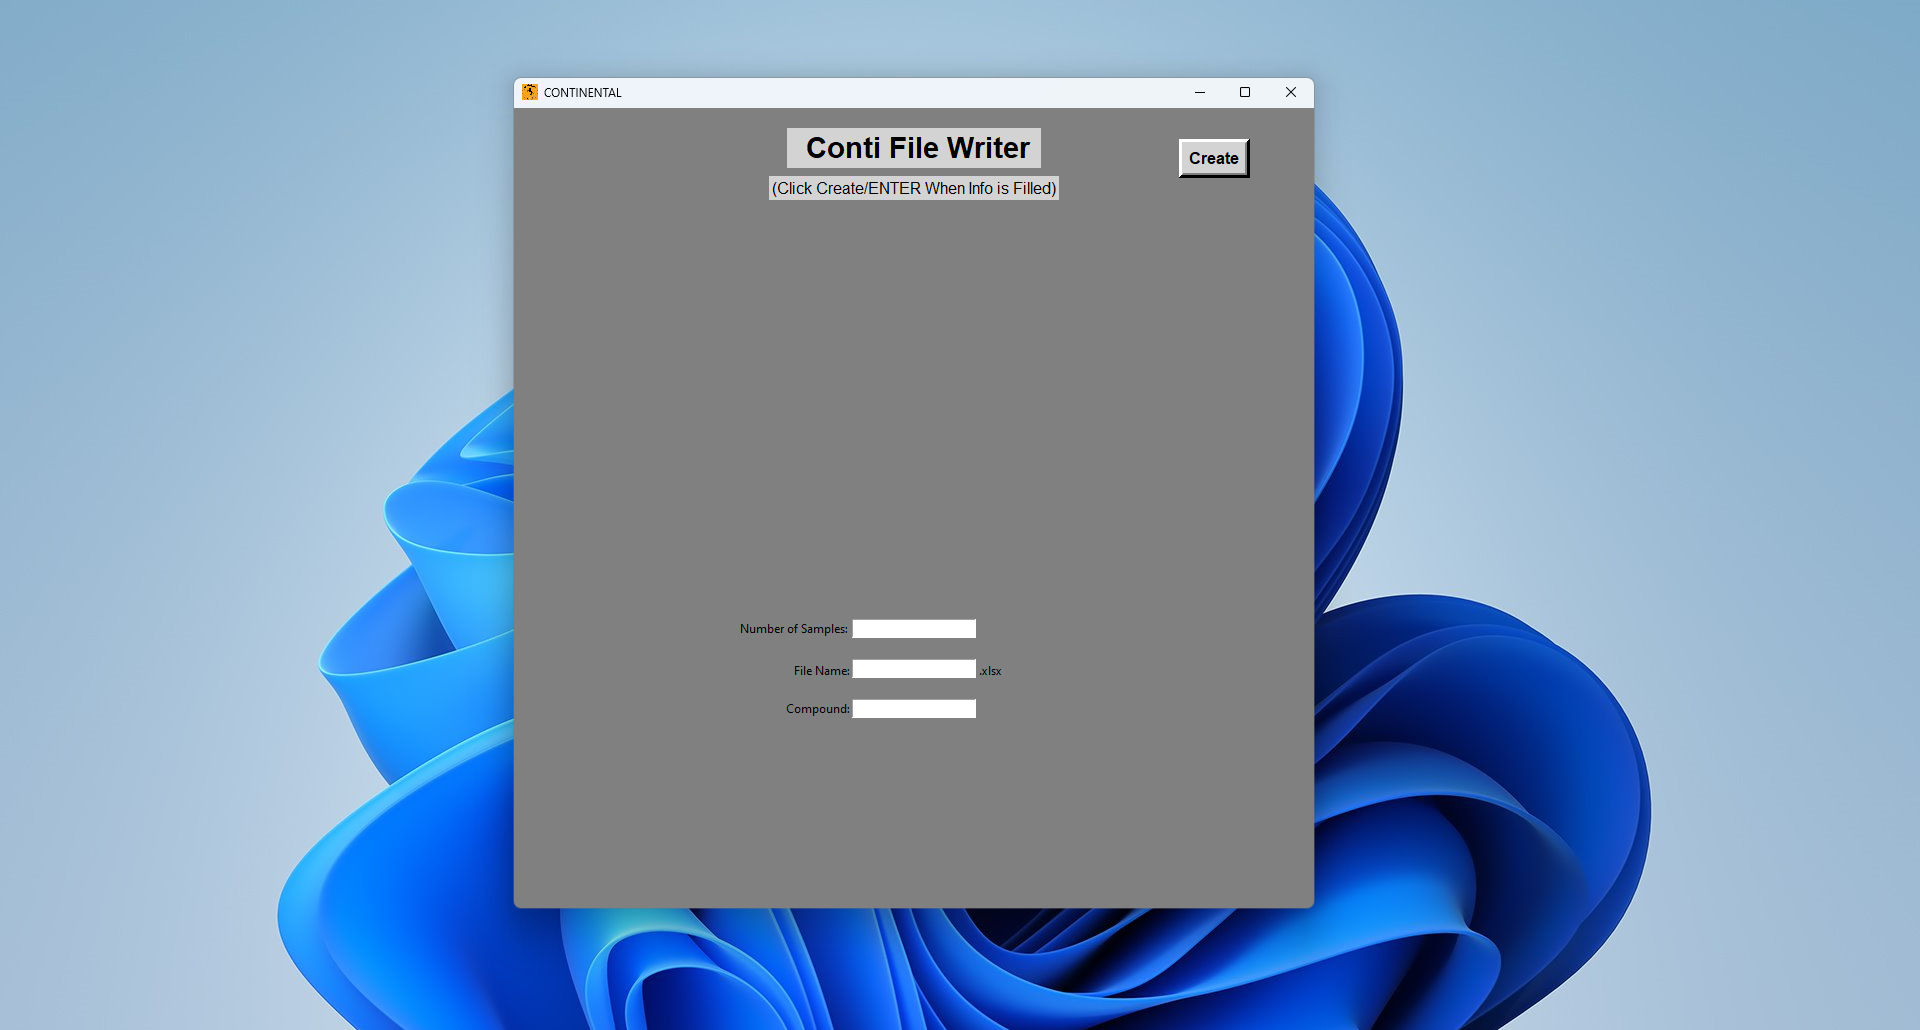 CONTINENTAL
Conti File Writer
Create
(Click Create/ENTER When Info is Filled)
Number of Samples:
File Name: .xlsx
Compound: